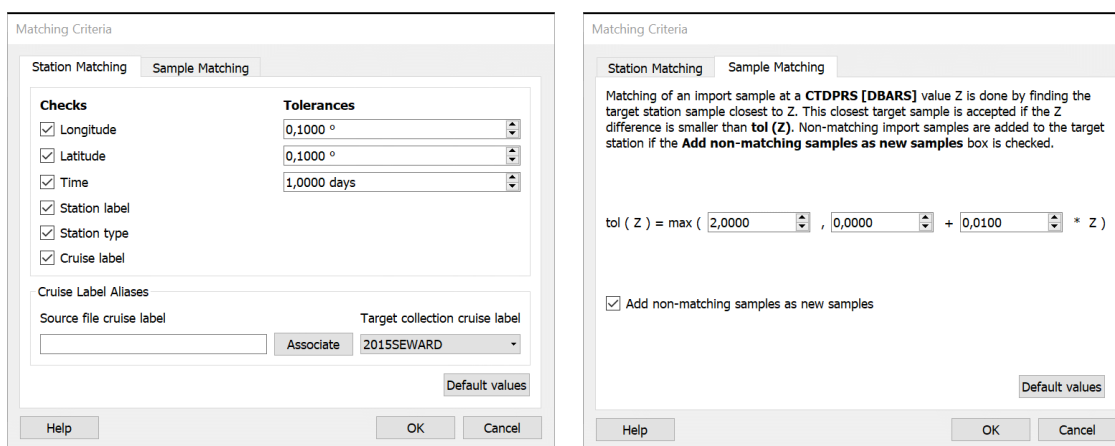 Matching Criteria
Station Matching Sample Matching
Checks Tolerances
Longitude 0,1000 º
Latitude 0,1000 º
Time 1,0000 days
Station label
Station type
Cruise label
Cruise Label Aliases
Source file cruise label Target collection cruise label
Associate 2015SEWARD
Default values
Help OK Cancel
Matching Criteria
Station Matching Sample Matching
Matching of an import sample at a CTDPRS [DBARS] value Z is done by finding the
target station sample closest to Z. This closest target sample is accepted if the Z
difference is smaller than tol (Z). Non-matching import samples are added to the target
station if the Add non-matching samples as new samples box is checked.
tol ( Z ) = max ( 2,0000 , 0,0000 + 0,0100 * Z )
Add non-matching samples as new samples
Default values
Help OK Cancel